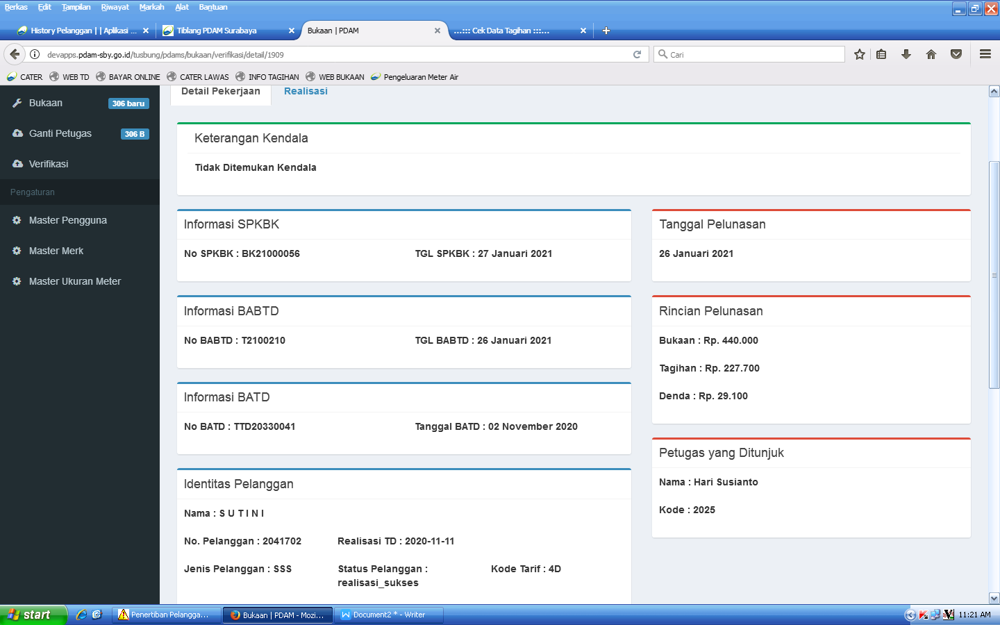 Berkas Edit Tampilan Riwayat Markah Alat Bantuan
History Pelanggan | | Aplikasi ... Tiblang PDAM Surabaya Bukaan | PDAM ...::: Cek Data Tagihan :::...
devapps.pdam-sby.go.id/tusbung/pdams/bukaan/verifikasi/detail/1909 Cari
CATER WEB TD BAYAR ONLINE CATER LAWAS INFO TAGIHAN WEB BUKAAN Pengeluaran Meter Air
Bukaan 306 baru
Ganti Petugas 306 B
Verifikasi
Pengaturan
Master Pengguna
Master Merk
Master Ukuran Meter
Detail Pekerjaan Realisasi
Keterangan Kendala
Tidak Ditemukan Kendala
Informasi SPKBK
No SPKBK : BK21000056 TGL SPKBK : 27 Januari 2021
Informasi BABTD
No BABTD : T2100210 TGL BABTD : 26 Januari 2021
Informasi BATD
No BATD : TTD20330041 Tanggal BATD : 02 November 2020
Identitas Pelanggan
Nama : S U T I N I
No. Pelanggan : 2041702 Realisasi TD : 2020-11-11
Jenis Pelanggan : SSS Status Pelanggan : Kode Tarif : 4D
realisasi_sukses
Tanggal Pelunasan
26 Januari 2021
Rincian Pelunasan
Bukaan : Rp. 440.000
Tagihan : Rp. 227.700
Denda : Rp. 29.100
Petugas yang Ditunjuk
Nama : Hari Susianto
Kode : 2025
start Penertiban Pelangga... Bukaan | PDAM - Mozi... Document2 * - Writer 11:21 AM